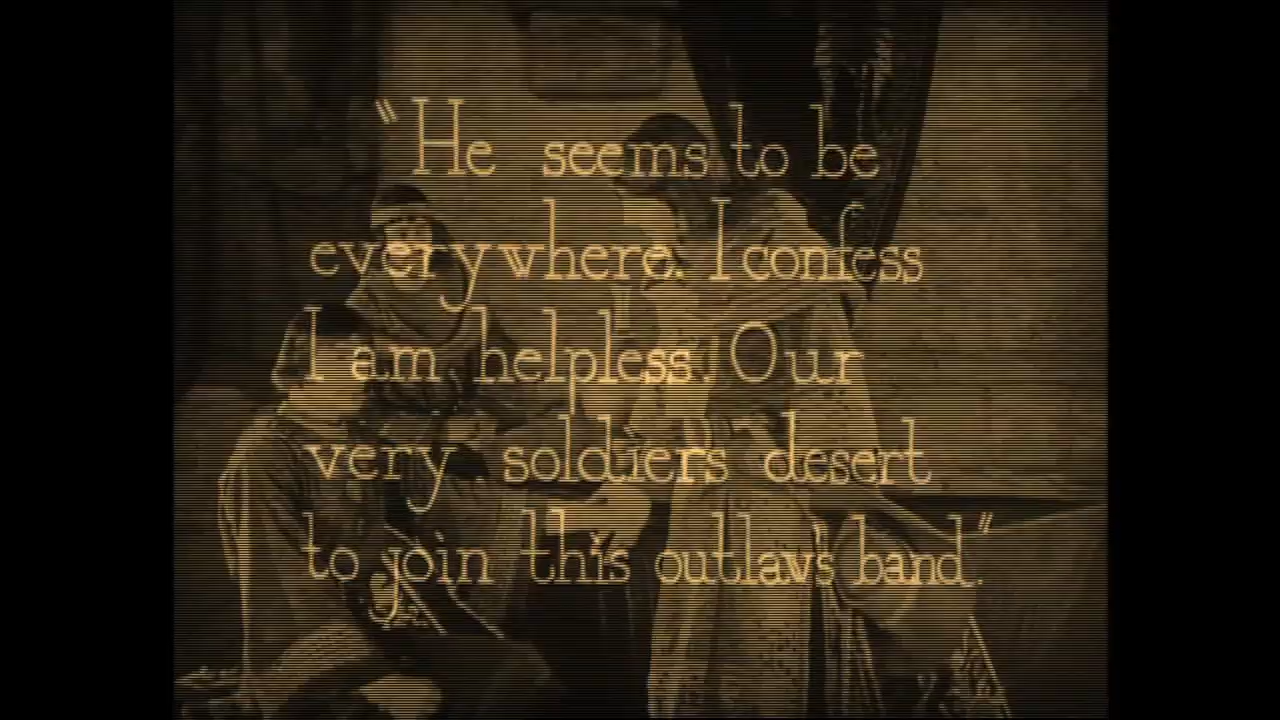 "He seems to be
everywhere. I confess
I am helpless. Our
very soldiers desert
to join this outlaw's band."